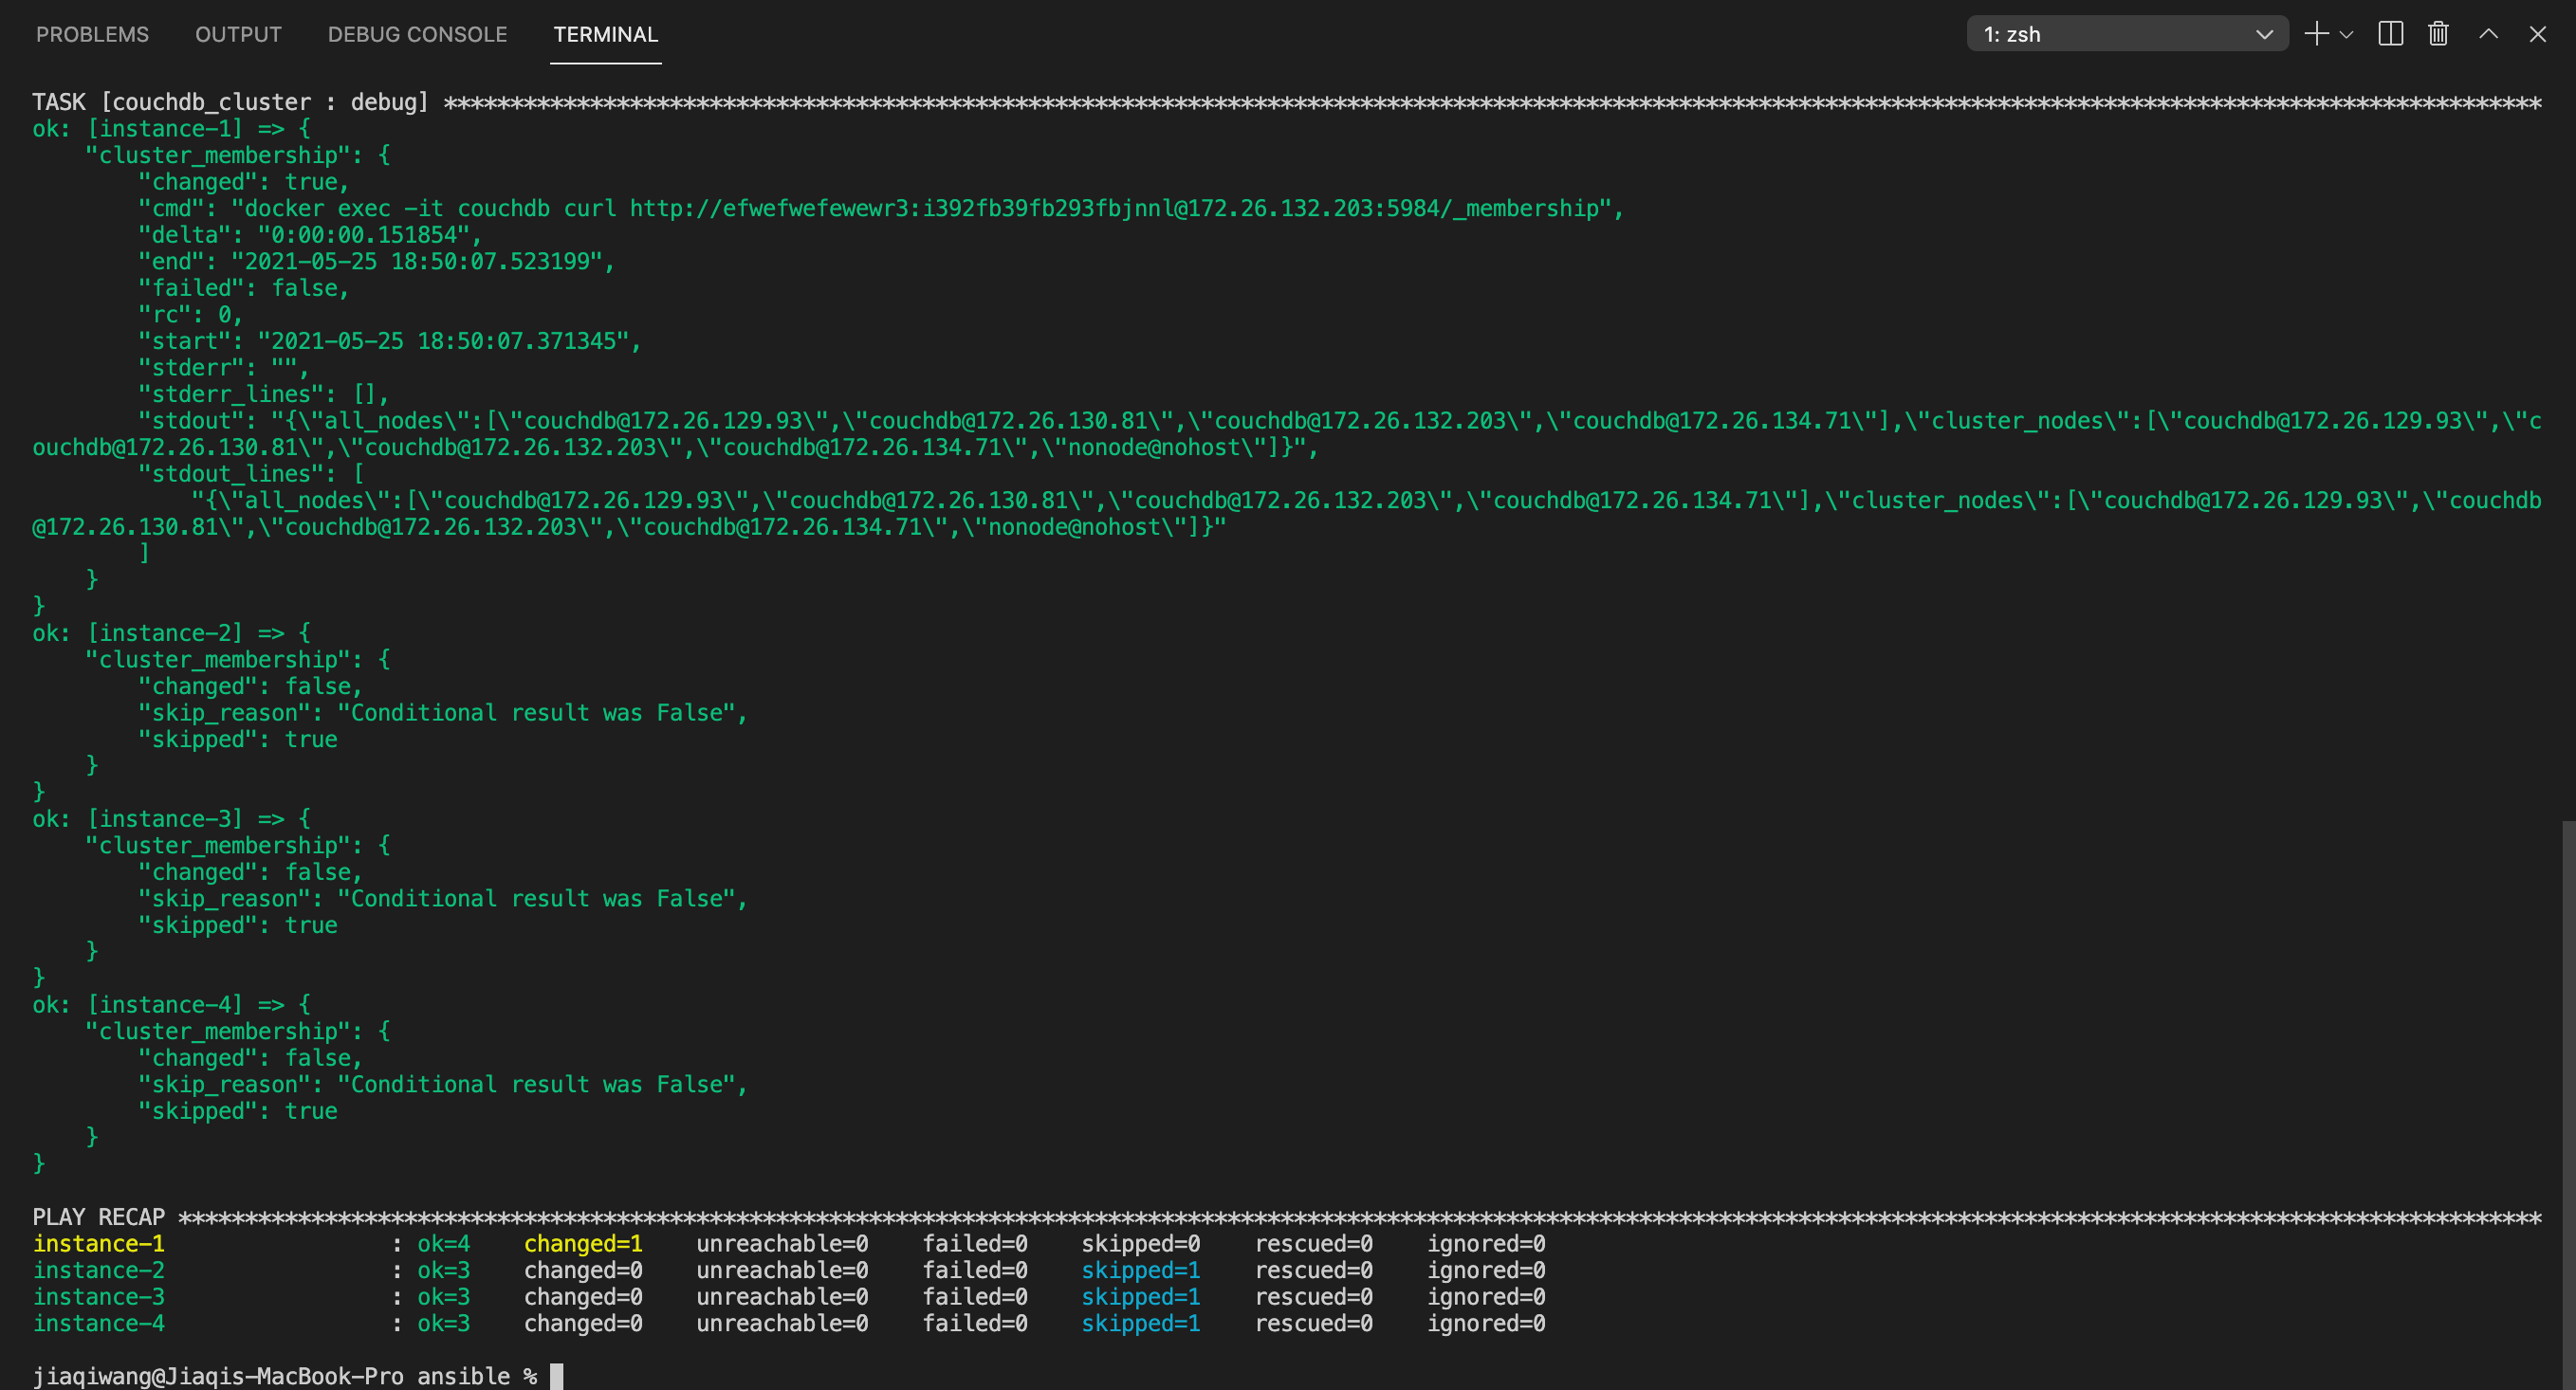 PROBLEMS OUTPUT DEBUG CONSOLE TERMINAL 1: zsh
TASK [couchdb_cluster : debug] **************************************************************************************************************************************************************
ok: [instance-1] => {
    "cluster_membership": {
        "changed": true,
        "cmd": "docker exec -it couchdb curl http://efwefwefewewr3:i392fb39fb293fbjnnl@172.26.132.203:5984/_membership",
        "delta": "0:00:00.151854",
        "end": "2021-05-25 18:50:07.523199",
        "failed": false,
        "rc": 0,
        "start": "2021-05-25 18:50:07.371345",
        "stderr": "",
        "stderr_lines": [],
        "stdout": "{\"all_nodes\":[\"couchdb@172.26.129.93\",\"couchdb@172.26.130.81\",\"couchdb@172.26.132.203\",\"couchdb@172.26.134.71\"],\"cluster_nodes\":[\"couchdb@172.26.129.93\",\"c
ouchdb@172.26.130.81\",\"couchdb@172.26.132.203\",\"couchdb@172.26.134.71\",\"nonode@nohost\"]}",
        "stdout_lines": [
            "{\"all_nodes\":[\"couchdb@172.26.129.93\",\"couchdb@172.26.130.81\",\"couchdb@172.26.132.203\",\"couchdb@172.26.134.71\"],\"cluster_nodes\":[\"couchdb@172.26.129.93\",\"couchdb
@172.26.130.81\",\"couchdb@172.26.132.203\",\"couchdb@172.26.134.71\",\"nonode@nohost\"]}"
        ]
    }
}
ok: [instance-2] => {
    "cluster_membership": {
        "changed": false,
        "skip_reason": "Conditional result was False",
        "skipped": true
    }
}
ok: [instance-3] => {
    "cluster_membership": {
        "changed": false,
        "skip_reason": "Conditional result was False",
        "skipped": true
    }
}
ok: [instance-4] => {
    "cluster_membership": {
        "changed": false,
        "skip_reason": "Conditional result was False",
        "skipped": true
    }
}
PLAY RECAP **********************************************************************************************************************************************************************************
instance-1                 : ok=4    changed=1    unreachable=0    failed=0    skipped=0    rescued=0    ignored=0
instance-2                 : ok=3    changed=0    unreachable=0    failed=0    skipped=1    rescued=0    ignored=0
instance-3                 : ok=3    changed=0    unreachable=0    failed=0    skipped=1    rescued=0    ignored=0
instance-4                 : ok=3    changed=0    unreachable=0    failed=0    skipped=1    rescued=0    ignored=0
jiaqiwang@Jiaqis-MacBook-Pro ansible %